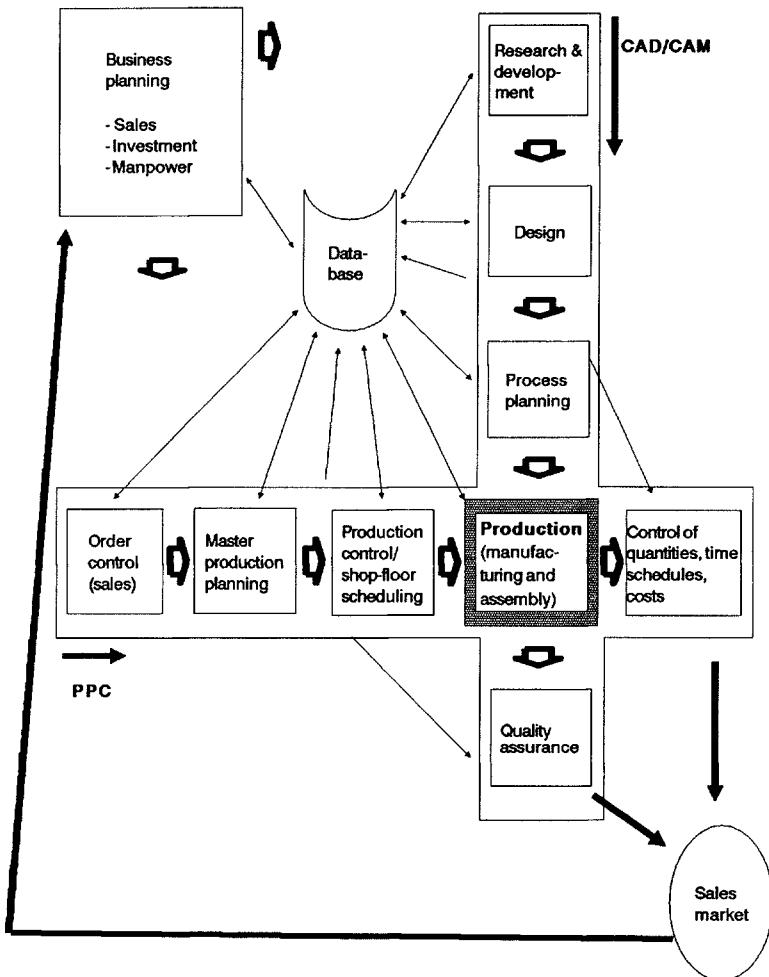 Business
planning
- Sales
- Investment
- Manpower
Research &
develop-
ment
CAD/CAM
Data-
base
Design
Process
planning
Order
control
(sales)
Master
production
planning
Production
control/
shop-floor
scheduling
Production
(manufac-
turing and
assembly)
Control of
quantities, time
schedules,
costs
PPC
Quality
assurance
Sales
market